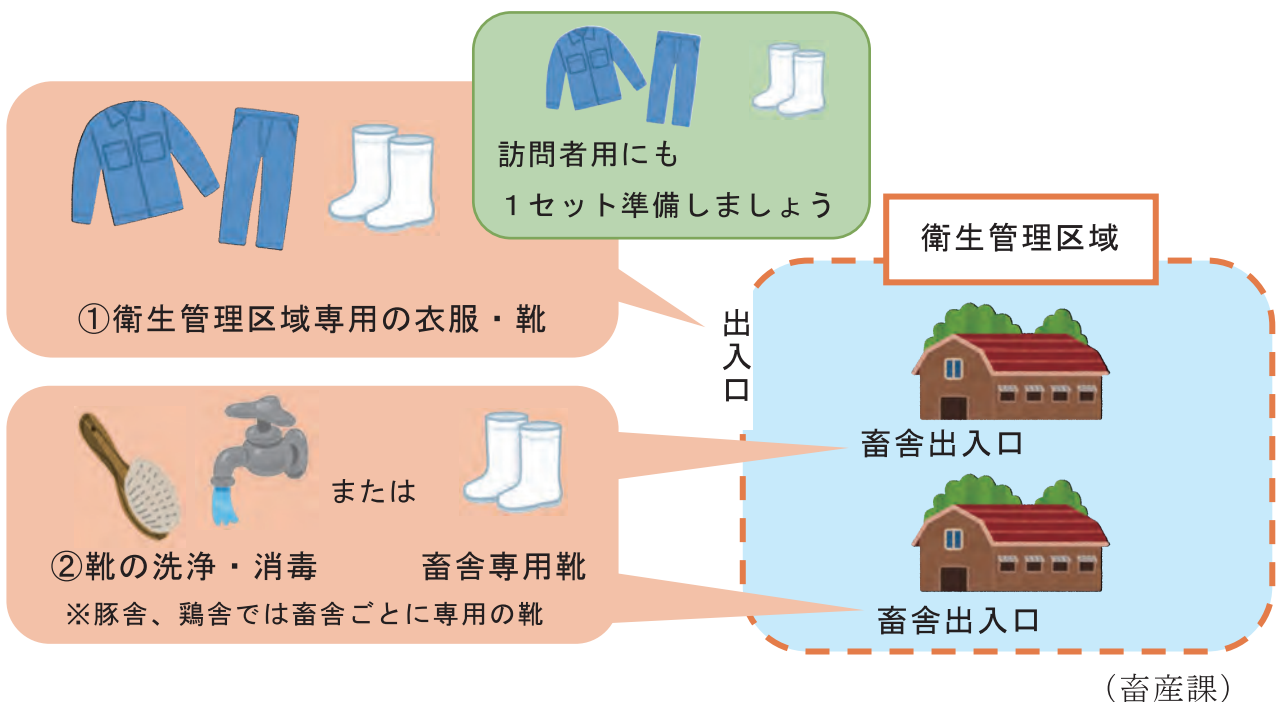 訪問者用にも
1セット準備しましょう
①衛生管理区域専用の衣服・靴
衛生管理区域
出入口
または
②靴の洗浄・消毒
畜舎専用靴
※豚舎、鶏舎では畜舎ごとに専用の靴
畜舎出入口
畜舎出入口
(畜産課)